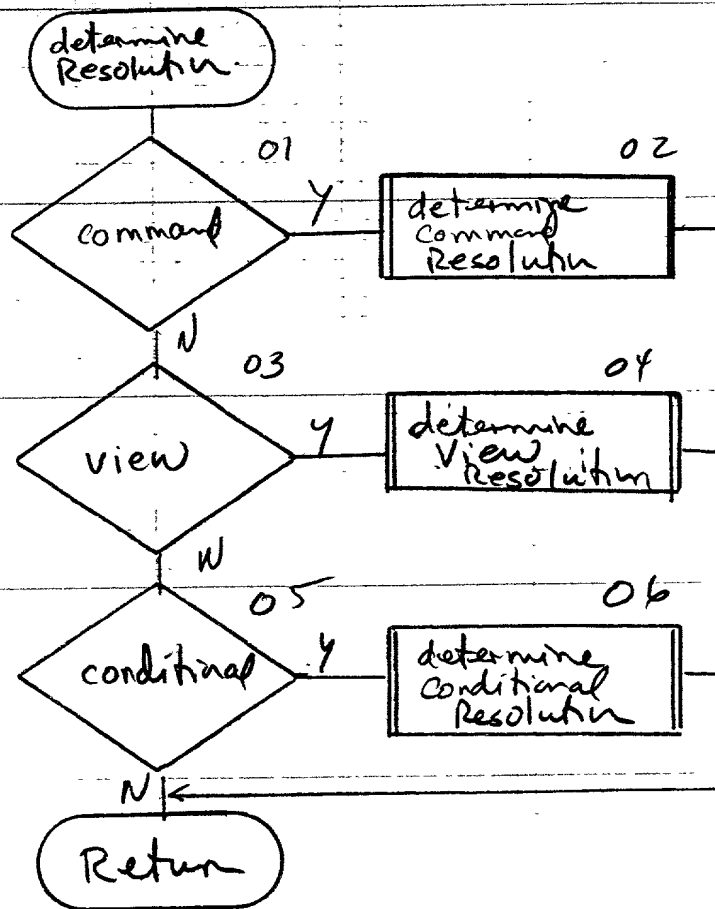 determine
Resolution
01
command
Y
02
determine
command
Resolution
N
03
view
Y
04
determine
View
Resolution
N
05
conditional
Y
06
determine
conditional
Resolution
N
Return